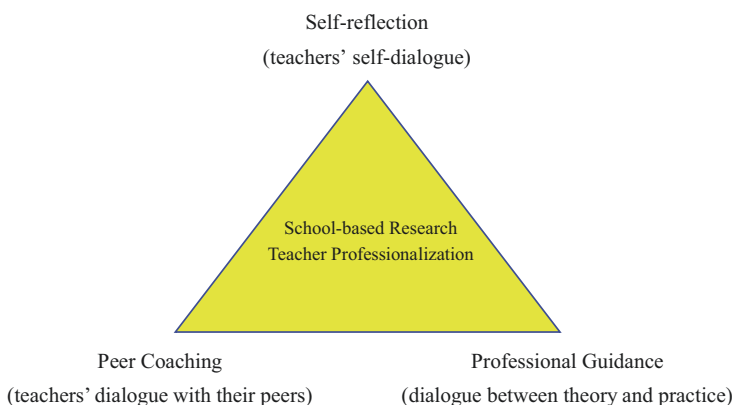 Self-reflection
(teachers’ self-dialogue)
School-based Research
Teacher Professionalization
Peer Coaching
(teachers’ dialogue with their peers)
Professional Guidance
(dialogue between theory and practice)